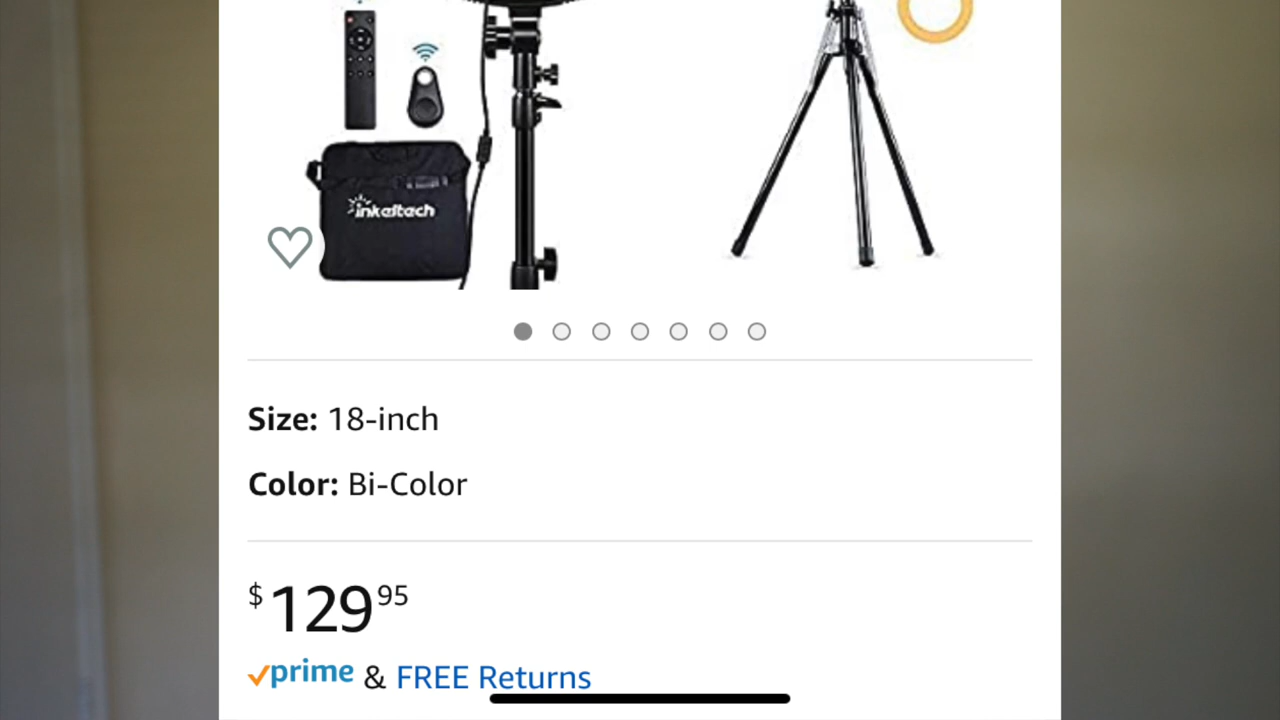 inkeltech
Size: 18-inch
Color: Bi-Color
$129.95
prime & FREE Returns